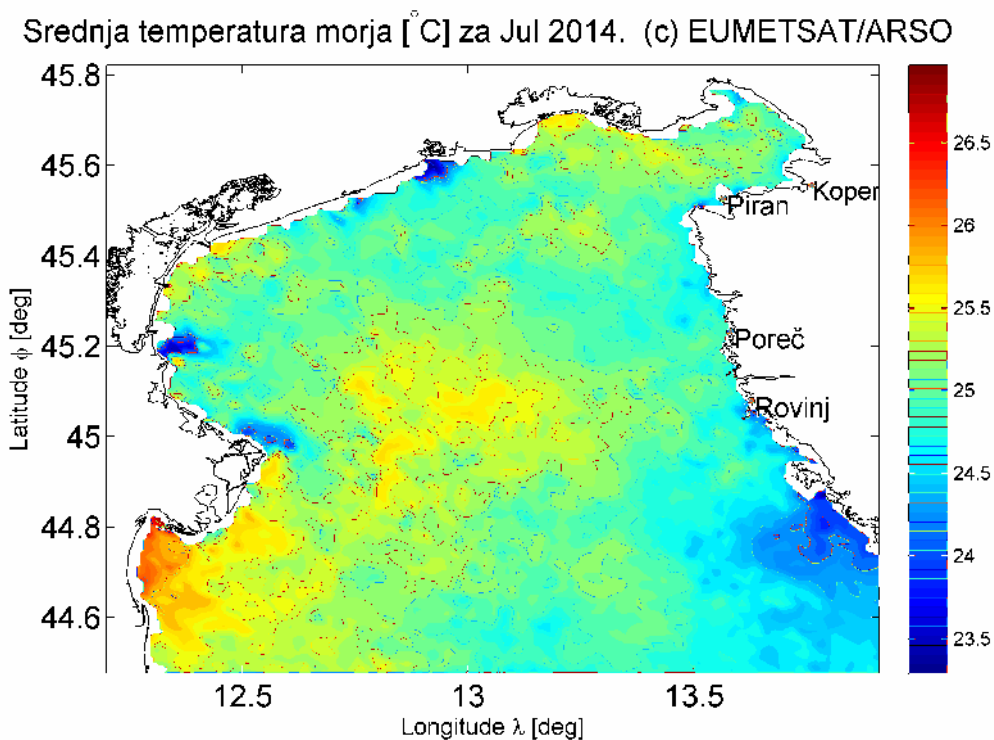 Srednja temperatura morja [°C] za Jul 2014. (c) EUMETSAT/ARSO
45.8
45.6
45.4
45.2
45
44.8
44.6
Latitude ϕ [deg]
Koper
Piran
Poreč
Rovinj
12.5
13
13.5
Longitude λ [deg]
26.5
26
25.5
25
24.5
24
23.5